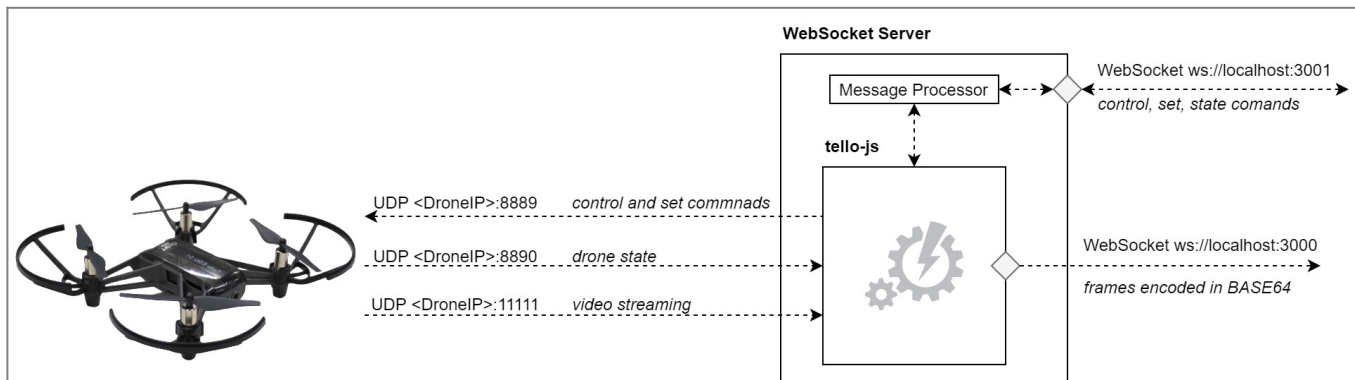 WebSocket Server
WebSocket ws://localhost:3001
Message Processor
control, set, state comands
tello-js
UDP <DroneIP>:8889 control and set commnads
UDP <DroneIP>:8890 drone state
WebSocket ws://localhost:3000
frames encoded in BASE64
UDP <DroneIP>:11111 video streaming